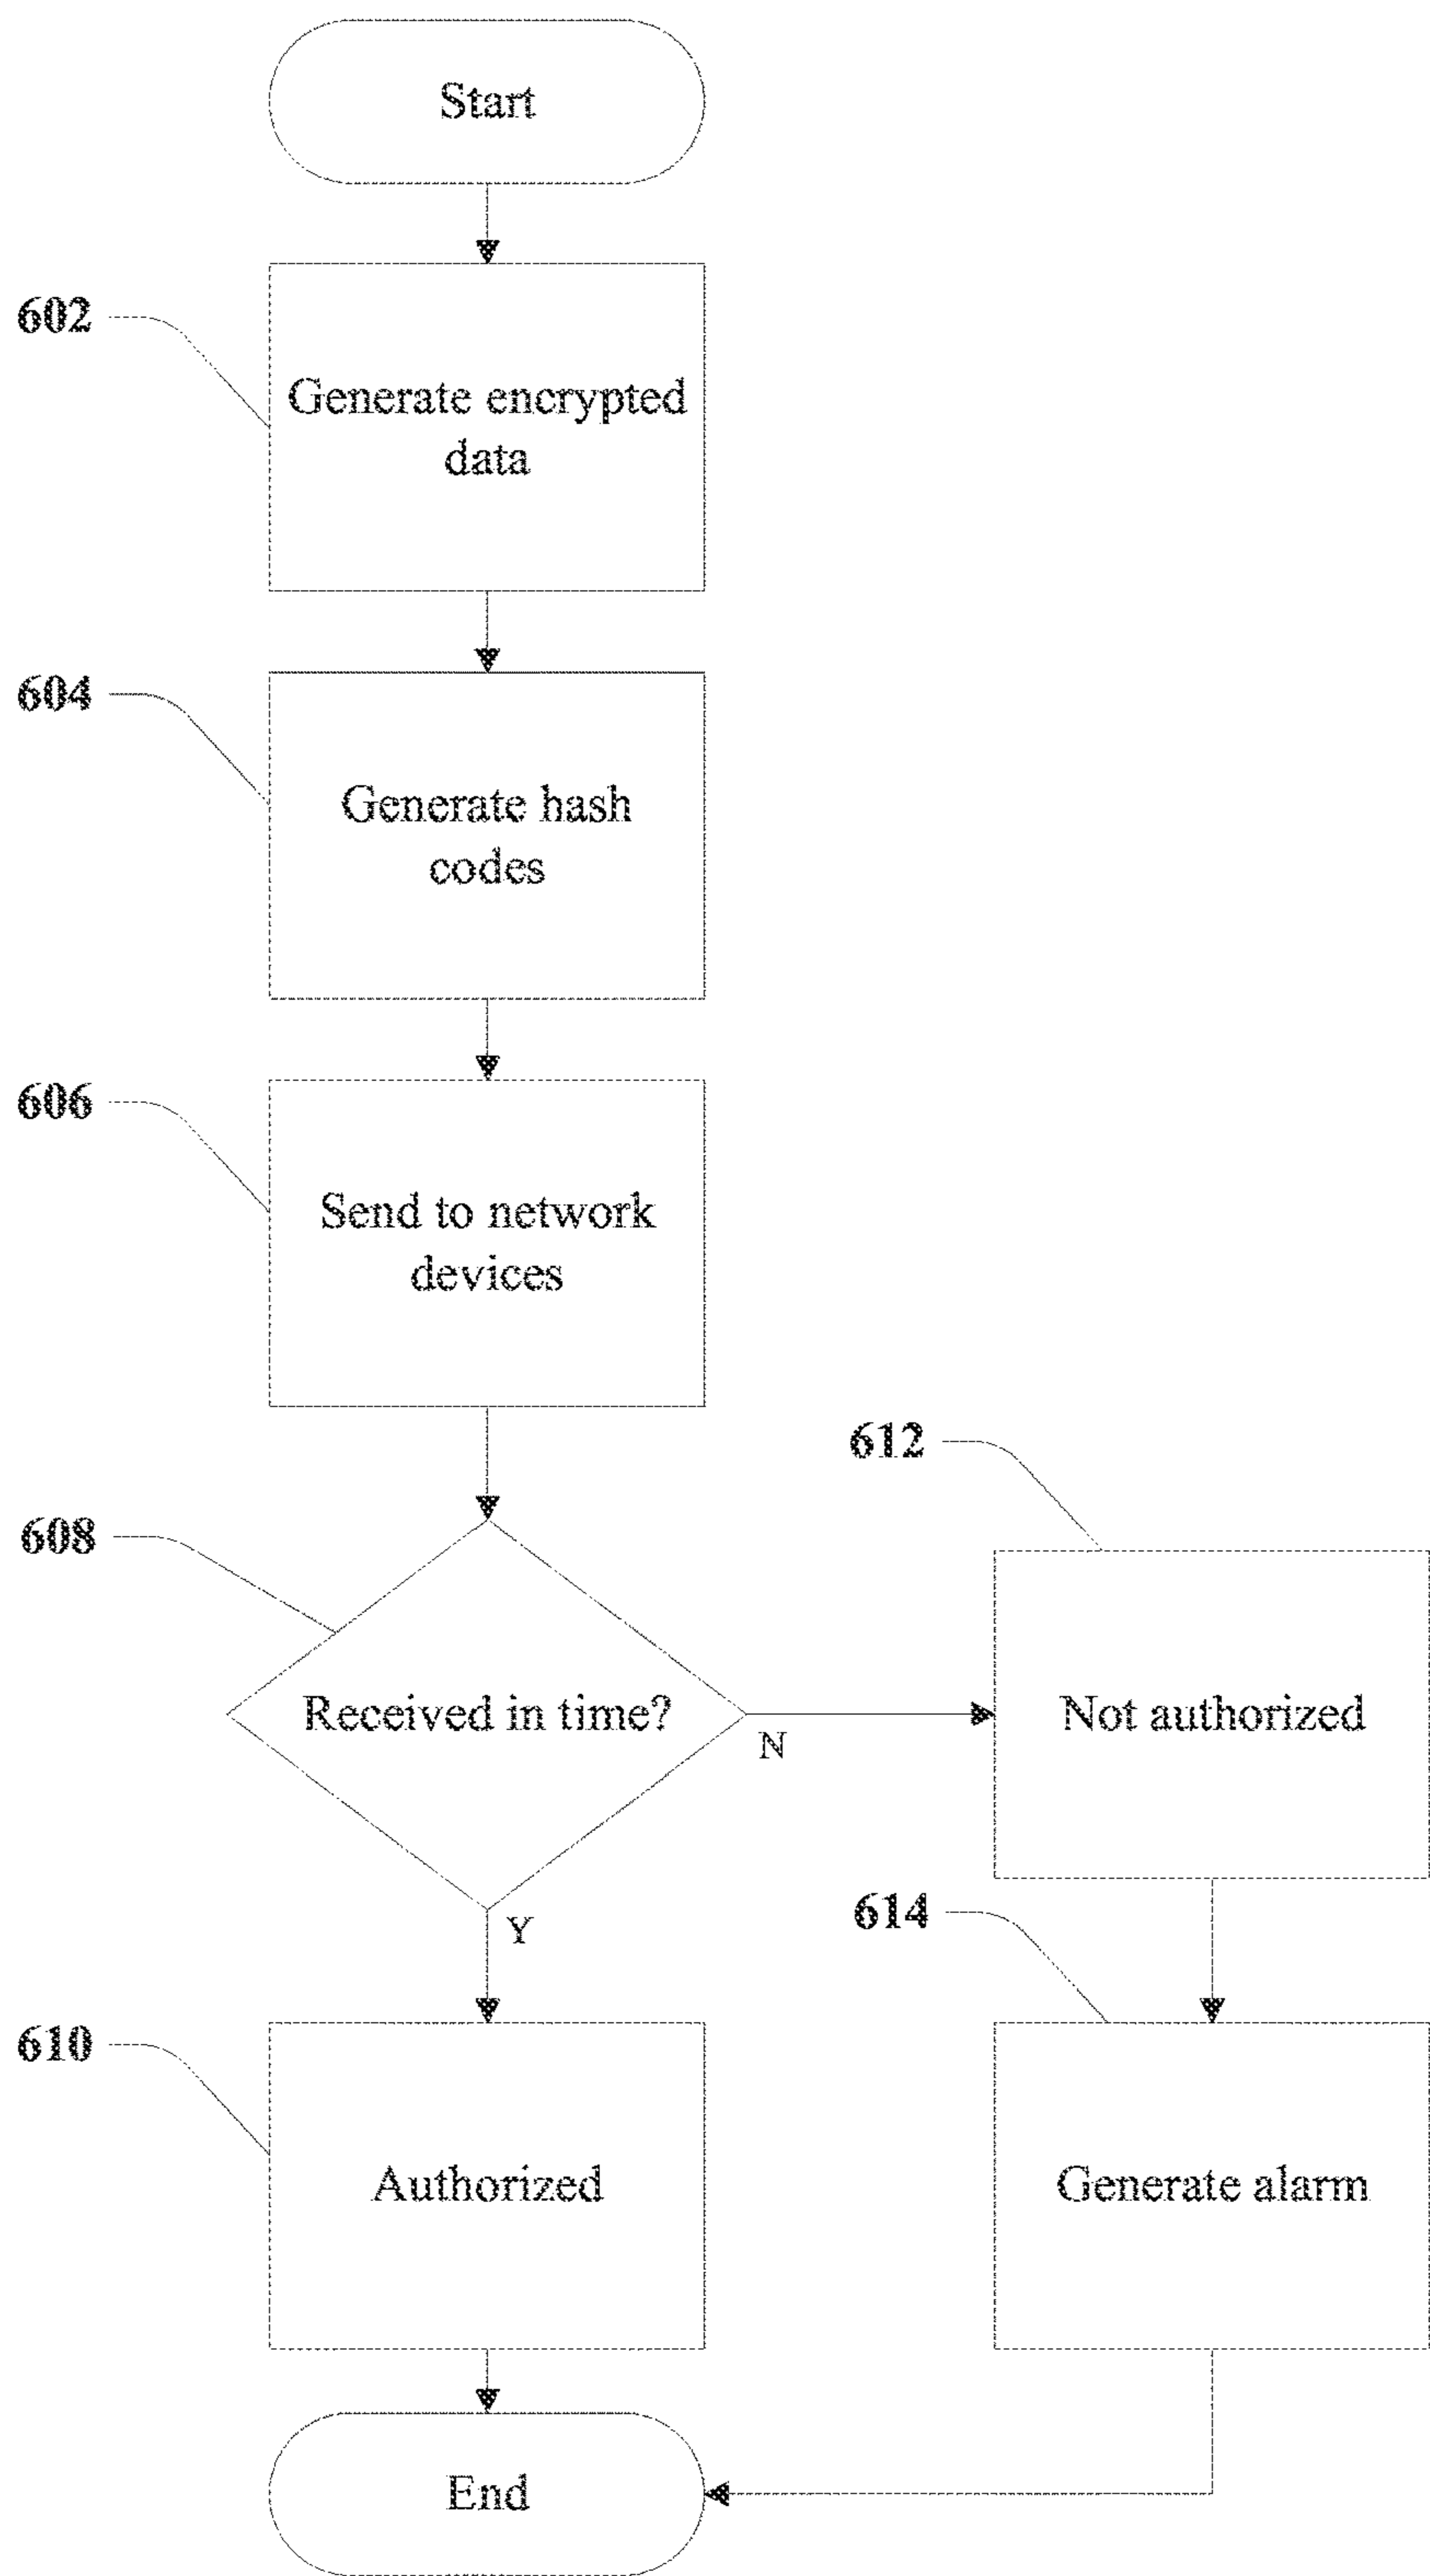 Start
602
Generate encrypted
data
604
Generate hash
codes
606
Send to network
devices
612
608
Received in time?
N
Not authorized
Y
614
610
Authorized
Generate alarm
End